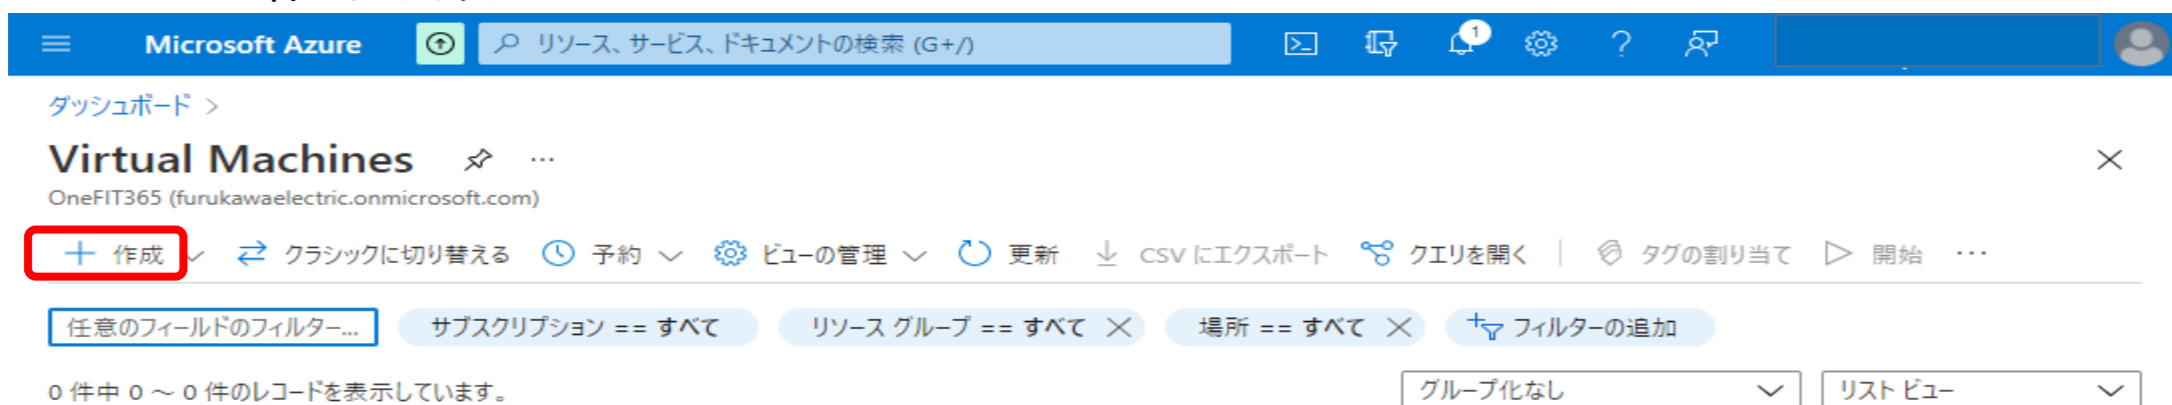 Microsoft Azure リソース、サービス、ドキュメントの検索 (G+/) 1
ダッシュボード >
Virtual Machines ...
OneFIT365 (furukawaelectric.onmicrosoft.com)
+ 作成 クラシックに切り替える 予約 ビューの管理 更新 CSV にエクスポート クエリを開く タグの割り当て 開始 ...
任意のフィールドのフィルター... サブスクリプション == すべて リソース グループ == すべて × 場所 == すべて × フィルターの追加
0 件中 0 ～ 0 件のレコードを表示しています。 グループ化なし リスト ビュー